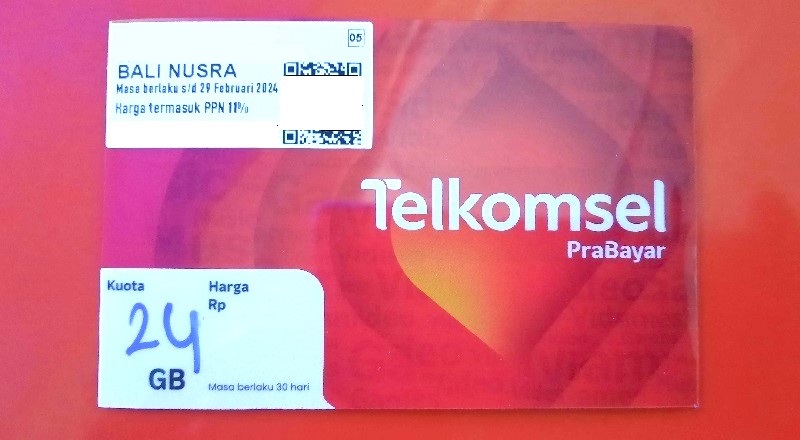 05
BALI NUSRA
Masa berlaku s/d 29 Februari 2024
Harga termasuk PPN 11%
Telkomsel
PraBayar
Kuota
Harga
Rp
24
GB
Masa berlaku 30 hari